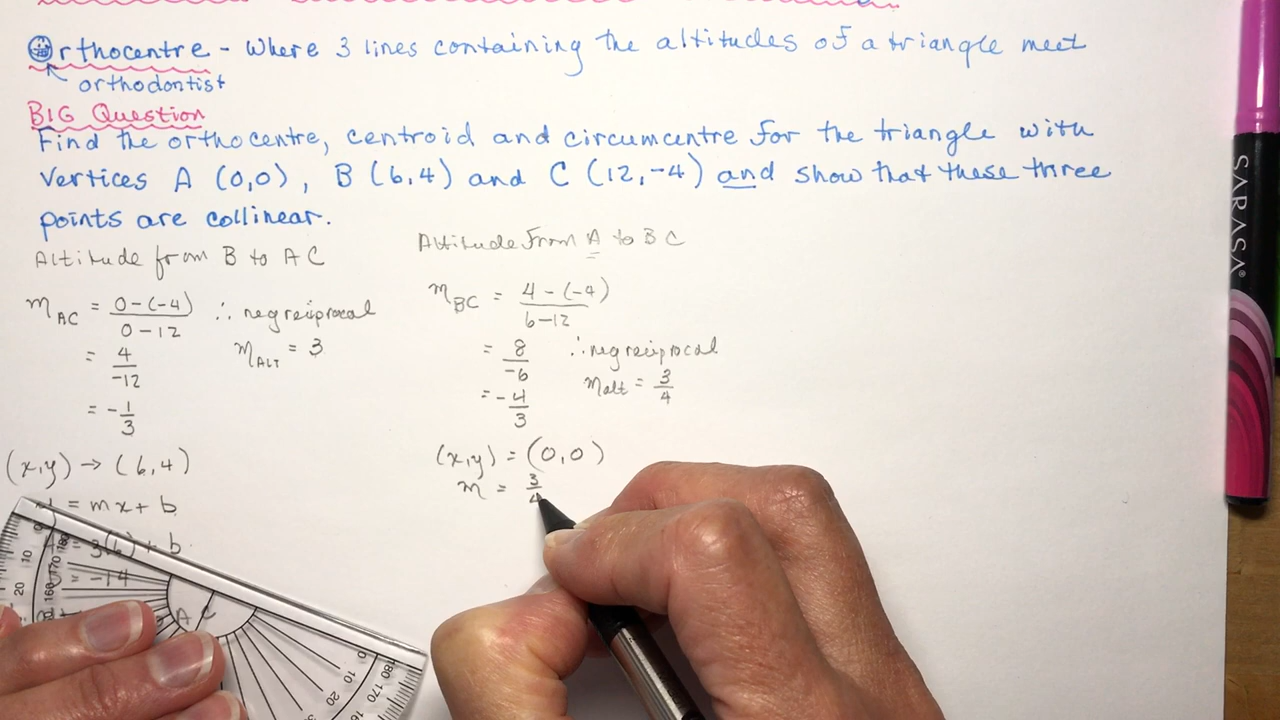 Orthocentre - Where 3 lines containing the altitudes of a triangle meet
orthodontist
BIG Question
Find the orthocentre, centroid and circumcentre for the triangle with
vertices A (0,0), B (6,4) and C (12,-4) and show that these three
points are collinear.
Altitude from B to AC
m AC = 0-(-4) / 0-12 ∴ neg reciprocal
= 4/-12 m ALT = 3
= -1/3
(x,y) → (6,4)
= mx + b
= 3(6) + b
= -14
Altitude from A to BC
m BC = 4-(-4) / 6-12
= 8/-6 ∴ neg reciprocal
= -4/3 m alt = 3/4
(x,y) = (0,0)
m = 3/4
SARASA